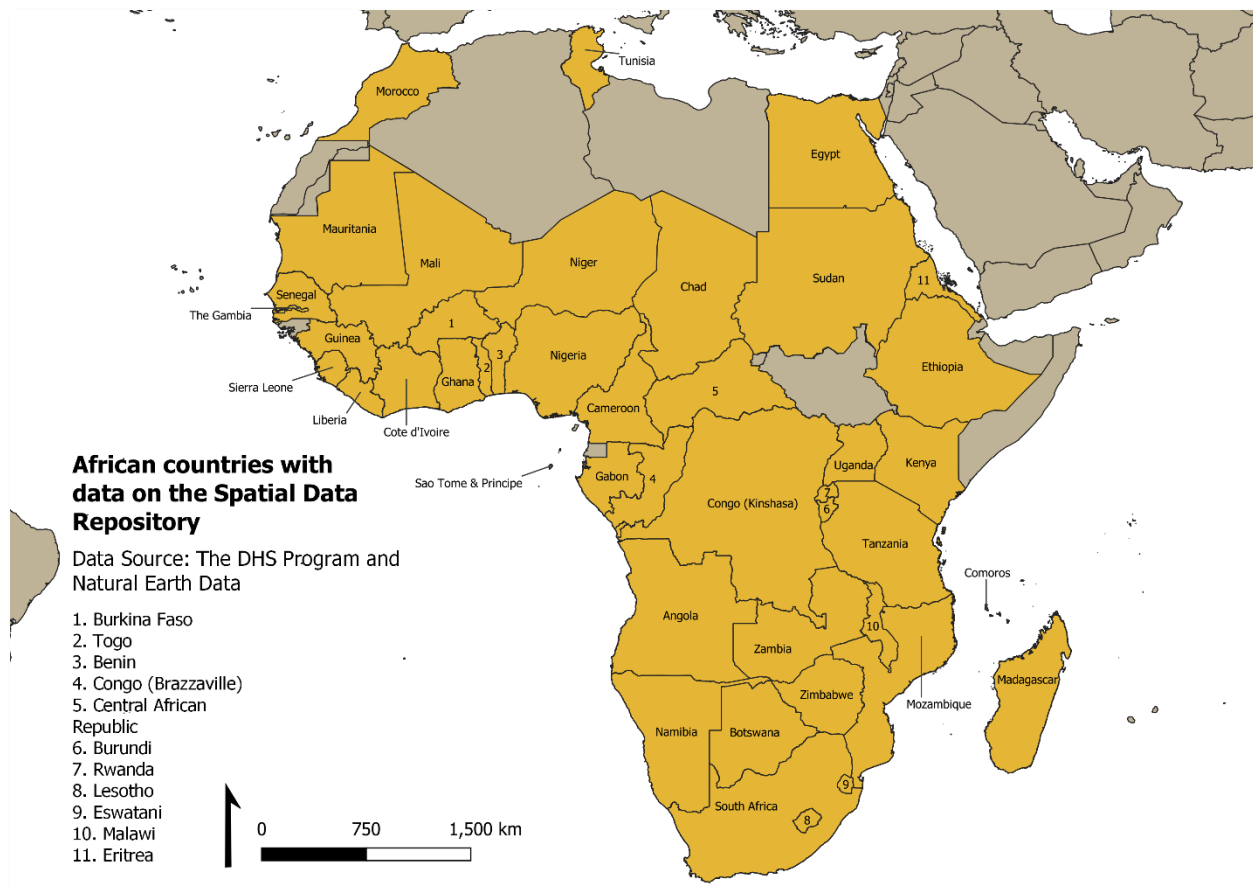 Tunisia
Morocco
Egypt
Mauritania
Mali
Niger
Chad
Sudan
11
Senegal
The Gambia
1
Guinea
Nigeria
3
2
Ghana
Ethiopia
Sierra Leone
5
Liberia
Cameroon
Cote d'Ivoire
Uganda
Kenya
Gabon
4
Sao Tome & Principe
7
Congo (Kinshasa)
6
Tanzania
Comoros
Angola
10
Zambia
Madagascar
Zimbabwe
Mozambique
Namibia
Botswana
9
South Africa
8
African countries with
data on the Spatial Data
Repository
Data Source: The DHS Program and
Natural Earth Data
1. Burkina Faso
2. Togo
3. Benin
4. Congo (Brazzaville)
5. Central African
Republic
6. Burundi
7. Rwanda
8. Lesotho
9. Eswatani
10. Malawi
11. Eritrea
0 750 1,500 km